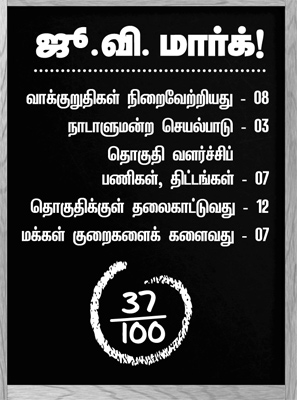 ஜூ.வி. மார்க்!
வாக்குறுதிகள் நிறைவேற்றியது - 08
நாடாளுமன்ற செயல்பாடு - 03
தொகுதி வளர்ச்சிப்
பணிகள், திட்டங்கள் - 07
தொகுதிக்குள் தலைகாட்டுவது - 12
மக்கள் குறைகளைக் களைவது - 07
37
100